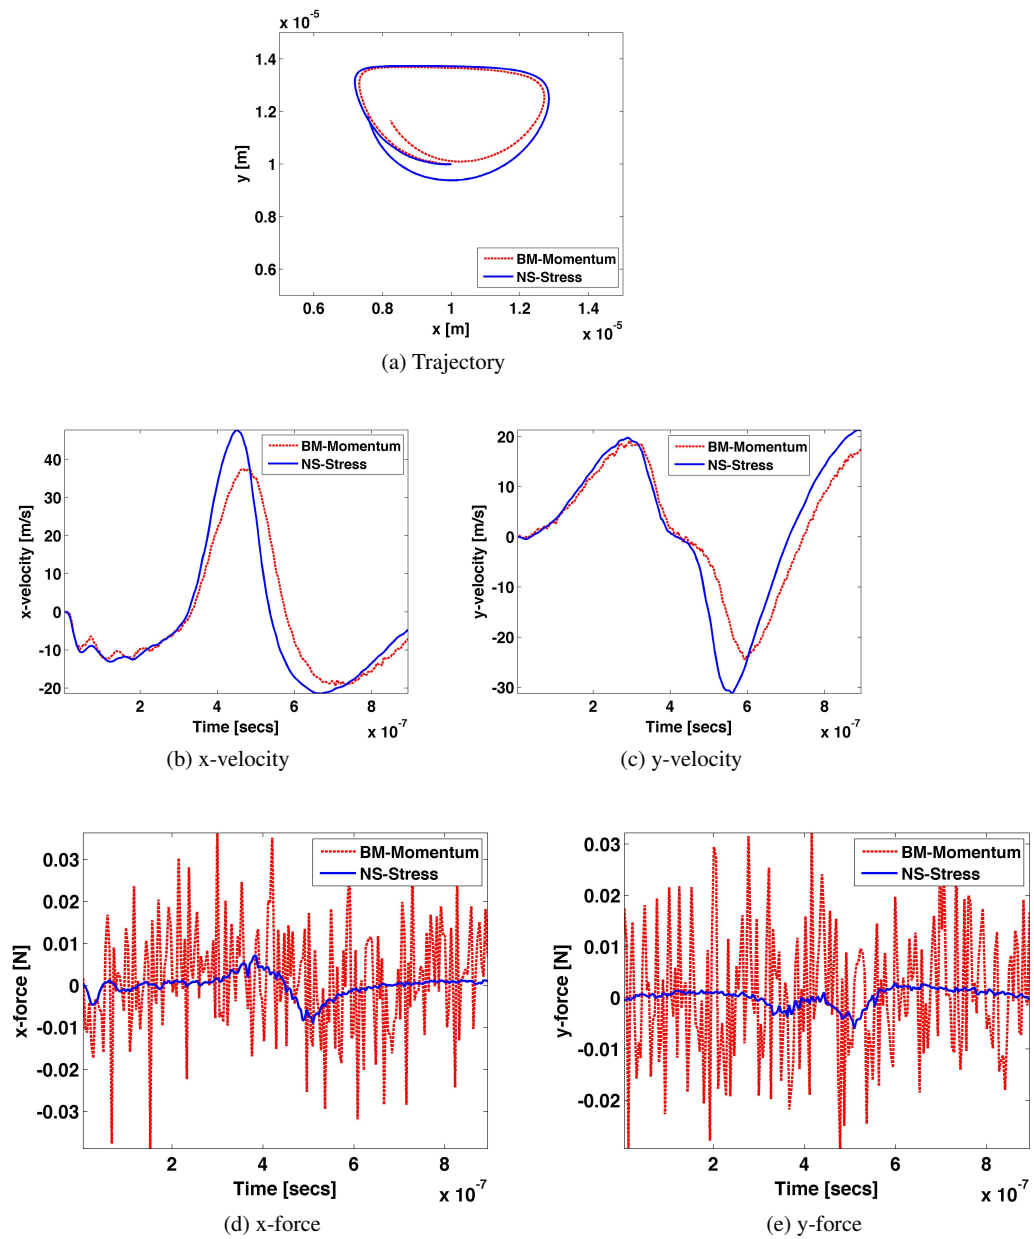 x 10⁻⁵
1.4
1.2
1
0.8
0.6
y [m]
BM-Momentum
NS-Stress
0.6 0.8 1 1.2 1.4
x [m]
x 10⁻⁵
(a) Trajectory
40
30
20
10
0
-10
-20
x-velocity [m/s]
BM-Momentum
NS-Stress
2 4 6 8
Time [secs]
x 10⁻⁷
(b) x-velocity
20
10
0
-10
-20
-30
y-velocity [m/s]
BM-Momentum
NS-Stress
2 4 6 8
Time [secs]
x 10⁻⁷
(c) y-velocity
0.03
0.02
0.01
0
-0.01
-0.02
-0.03
x-force [N]
BM-Momentum
NS-Stress
2 4 6 8
Time [secs]
x 10⁻⁷
(d) x-force
0.03
0.02
0.01
0
-0.01
-0.02
y-force [N]
BM-Momentum
NS-Stress
2 4 6 8
Time [secs]
x 10⁻⁷
(e) y-force